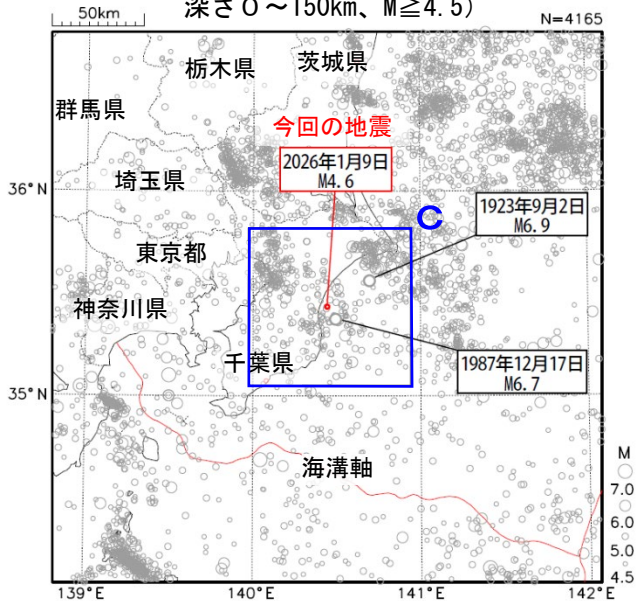 深さ0~150km、M≧4.5)
50km
N=4165
栃木県
茨城県
群馬県
今回の地震
2026年1月9日
M4.6
埼玉県
36°N
C
1923年9月2日
M6.9
東京都
神奈川県
千葉県
1987年12月17日
M6.7
35°N
海溝軸
M
7.0
6.0
5.0
4.5
139°E
140°E
141°E
142°E